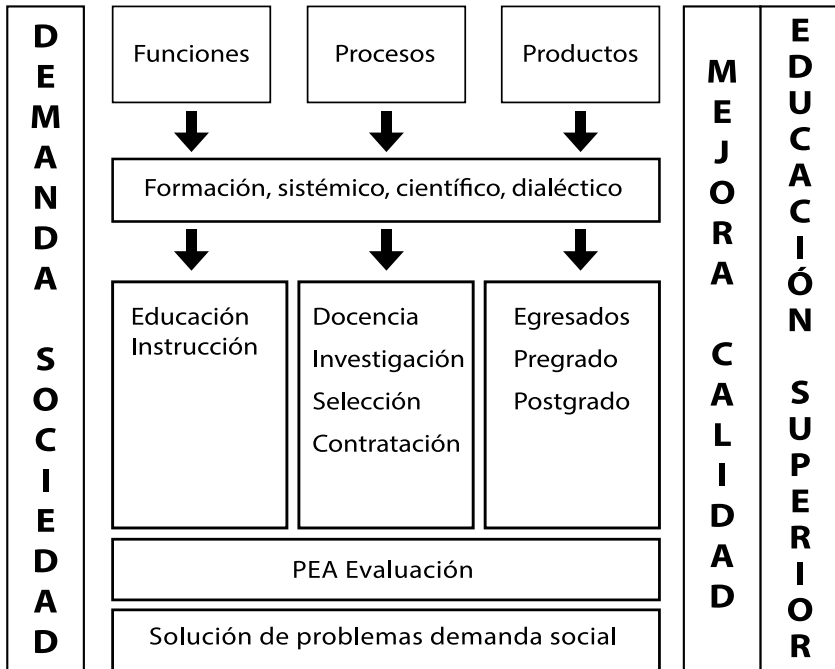 DEMANDA SOCIEDAD
Funciones
Procesos
Productos
Formación, sistémico, científico, dialéctico
Educación
Instrucción
Docencia
Investigación
Selección
Contratación
Egresados
Pregrado
Postgrado
PEA Evaluación
Solución de problemas demanda social
MEJORA CALIDAD
EDUCACIÓN SUPERIOR